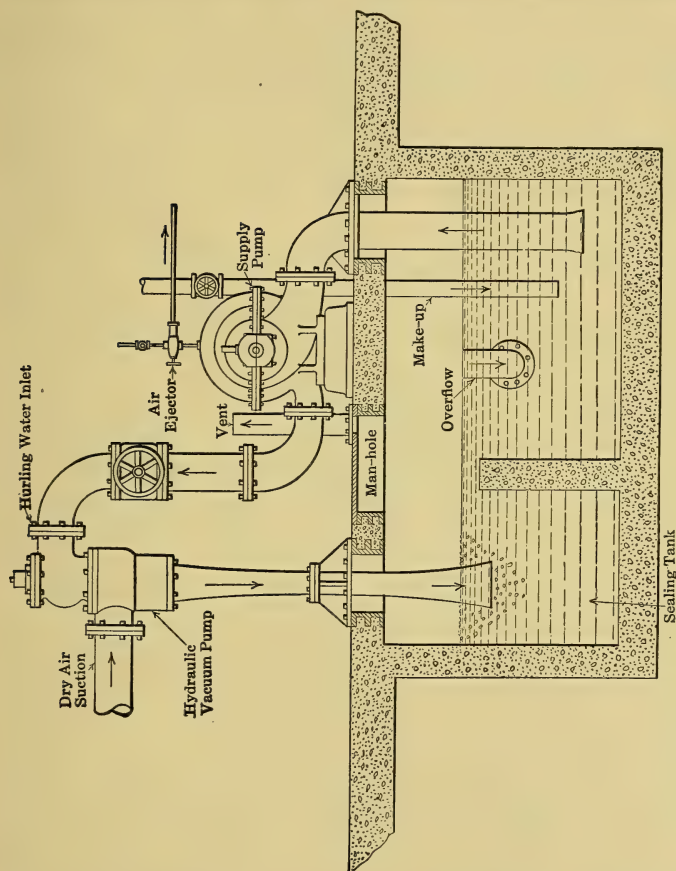 Hurling Water Inlet
Dry Air
Suction
Hydraulic
Vacuum Pump
Air
Ejector
Vent
Supply
Pump
Man-hole
Make-up
Overflow
Sealing Tank